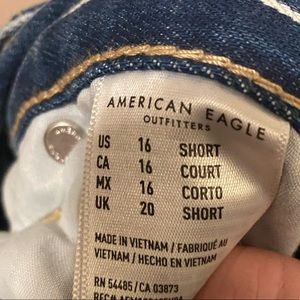 AMERICAN EAGLE
OUTFITTERS
US 16 SHORT
CA 16 COURT
MX 16 CORTO
UK 20 SHORT
MADE IN VIETNAM / FABRIQUÉ AU
VIETNAM / HECHO EN VIETNAM
RN 54485 / CA 03873